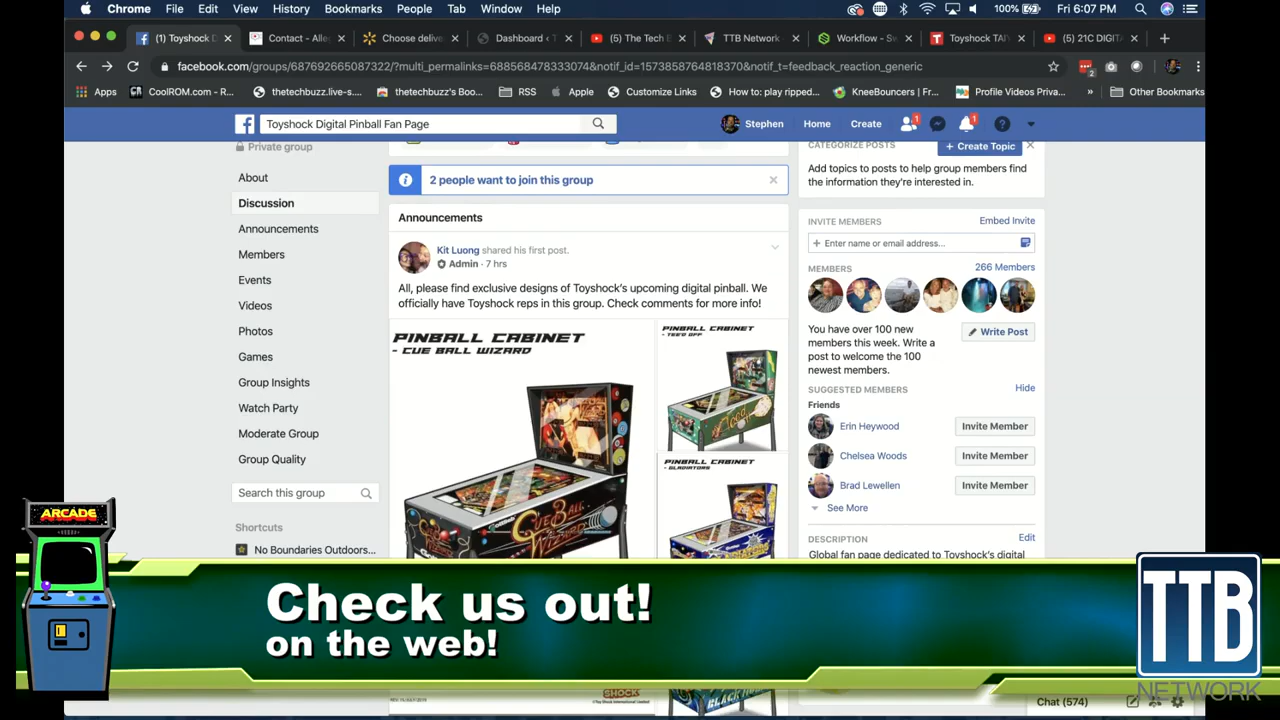 Chrome File Edit View History Bookmarks People Tab Window Help 100% Fri 6:07 PM
(1) Toyshock D Contact - Alle Choose delive Dashboard ‹ T (5) The Tech B TTB Network Workflow – Sw Toyshock TAI (5) 21C DIGITA
facebook.com/groups/687692665087322/?multi_permalinks=688568478333074&notif_id=1573858764818370&notif_t=feedback_reaction_generic
Apps CoolROM.com - R... thetechbuzz.live-s... thetechbuzz's Boo... RSS Apple Customize Links How to: play ripped... KneeBouncers | Fr... Profile Videos Priva... » Other Bookmarks
Toyshock Digital Pinball Fan Page Stephen Home Create 1 1
Private group
About
Discussion
Announcements
Members
Events
Videos
Photos
Games
Group Insights
Watch Party
Moderate Group
Group Quality
Search this group
Shortcuts
No Boundaries Outdoors...
2 people want to join this group
Announcements
Kit Luong shared his first post.
Admin · 7 hrs
All, please find exclusive designs of Toyshock's upcoming digital pinball. We
officially have Toyshock reps in this group. Check comments for more info!
PINBALL CABINET
- CUE BALL WIZARD
CUE BALL
WIZARD
PINBALL CABINET
- TEE'D OFF
PINBALL CABINET
- GLADIATORS
SHOCK
BLACK HOLE
CATEGORIZE POSTS
+ Create Topic
Add topics to posts to help group members find
the information they're interested in.
INVITE MEMBERS Embed Invite
+ Enter name or email address...
MEMBERS 266 Members
You have over 100 new
members this week. Write a
post to welcome the 100
newest members.
Write Post
SUGGESTED MEMBERS Hide
Friends
Erin Heywood Invite Member
Chelsea Woods Invite Member
Brad Lewellen Invite Member
See More
DESCRIPTION Edit
Global fan page dedicated to Toyshock's digital
Chat (574)
ARCADE
Check us out!
on the web!
TTB
NETWORK